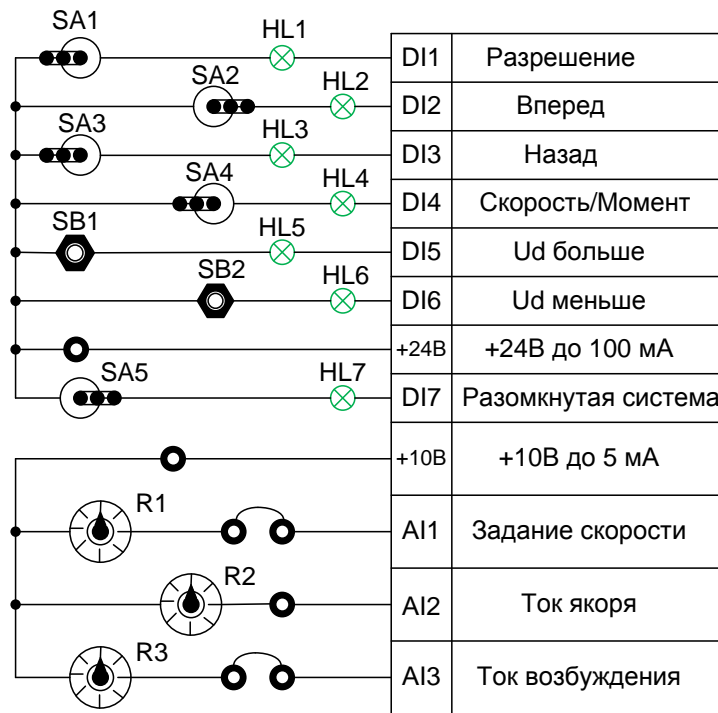 SA1 HL1 DI1 Разрешение
SA2 HL2 DI2 Вперед
SA3 HL3 DI3 Назад
SA4 HL4 DI4 Скорость/Момент
SB1 HL5 DI5 Ud больше
SB2 HL6 DI6 Ud меньше
+24В +24В до 100 мА
SA5 HL7 DI7 Разомкнутая система
+10В +10В до 5 мА
R1 AI1 Задание скорости
R2 AI2 Ток якоря
R3 AI3 Ток возбуждения